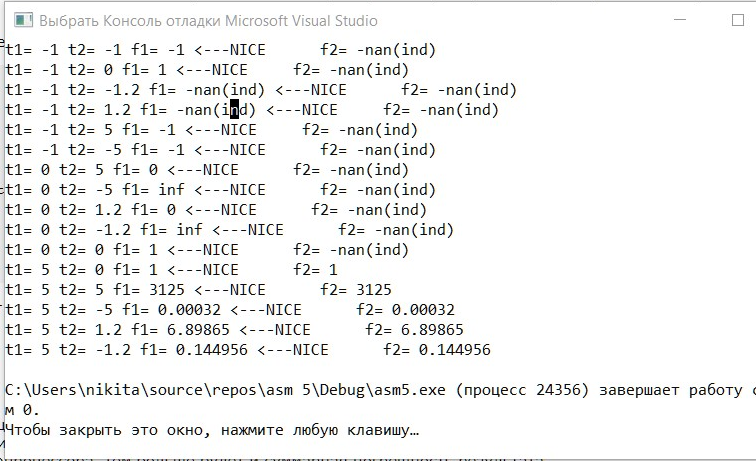 Выбрать Консоль отладки Microsoft Visual Studio
t1= -1 t2= -1 f1= -1 <---NICE      f2= -nan(ind)
t1= -1 t2= 0 f1= 1 <---NICE      f2= -nan(ind)
t1= -1 t2= -1.2 f1= -nan(ind) <---NICE      f2= -nan(ind)
t1= -1 t2= 1.2 f1= -nan(ind) <---NICE     f2= -nan(ind)
t1= -1 t2= 5 f1= -1 <---NICE      f2= -nan(ind)
t1= -1 t2= -5 f1= -1 <---NICE      f2= -nan(ind)
t1= 0 t2= 5 f1= 0 <---NICE      f2= -nan(ind)
t1= 0 t2= -5 f1= inf <---NICE      f2= -nan(ind)
t1= 0 t2= 1.2 f1= 0 <---NICE      f2= -nan(ind)
t1= 0 t2= -1.2 f1= inf <---NICE      f2= -nan(ind)
t1= 0 t2= 0 f1= 1 <---NICE      f2= -nan(ind)
t1= 5 t2= 0 f1= 1 <---NICE      f2= 1
t1= 5 t2= 5 f1= 3125 <---NICE      f2= 3125
t1= 5 t2= -5 f1= 0.00032 <---NICE      f2= 0.00032
t1= 5 t2= 1.2 f1= 6.89865 <---NICE      f2= 6.89865
t1= 5 t2= -1.2 f1= 0.144956 <---NICE      f2= 0.144956
C:\Users\nikita\source\repos\asm 5\Debug\asm5.exe (процесс 24356) завершает работу с
м 0.
Чтобы закрыть это окно, нажмите любую клавишу…